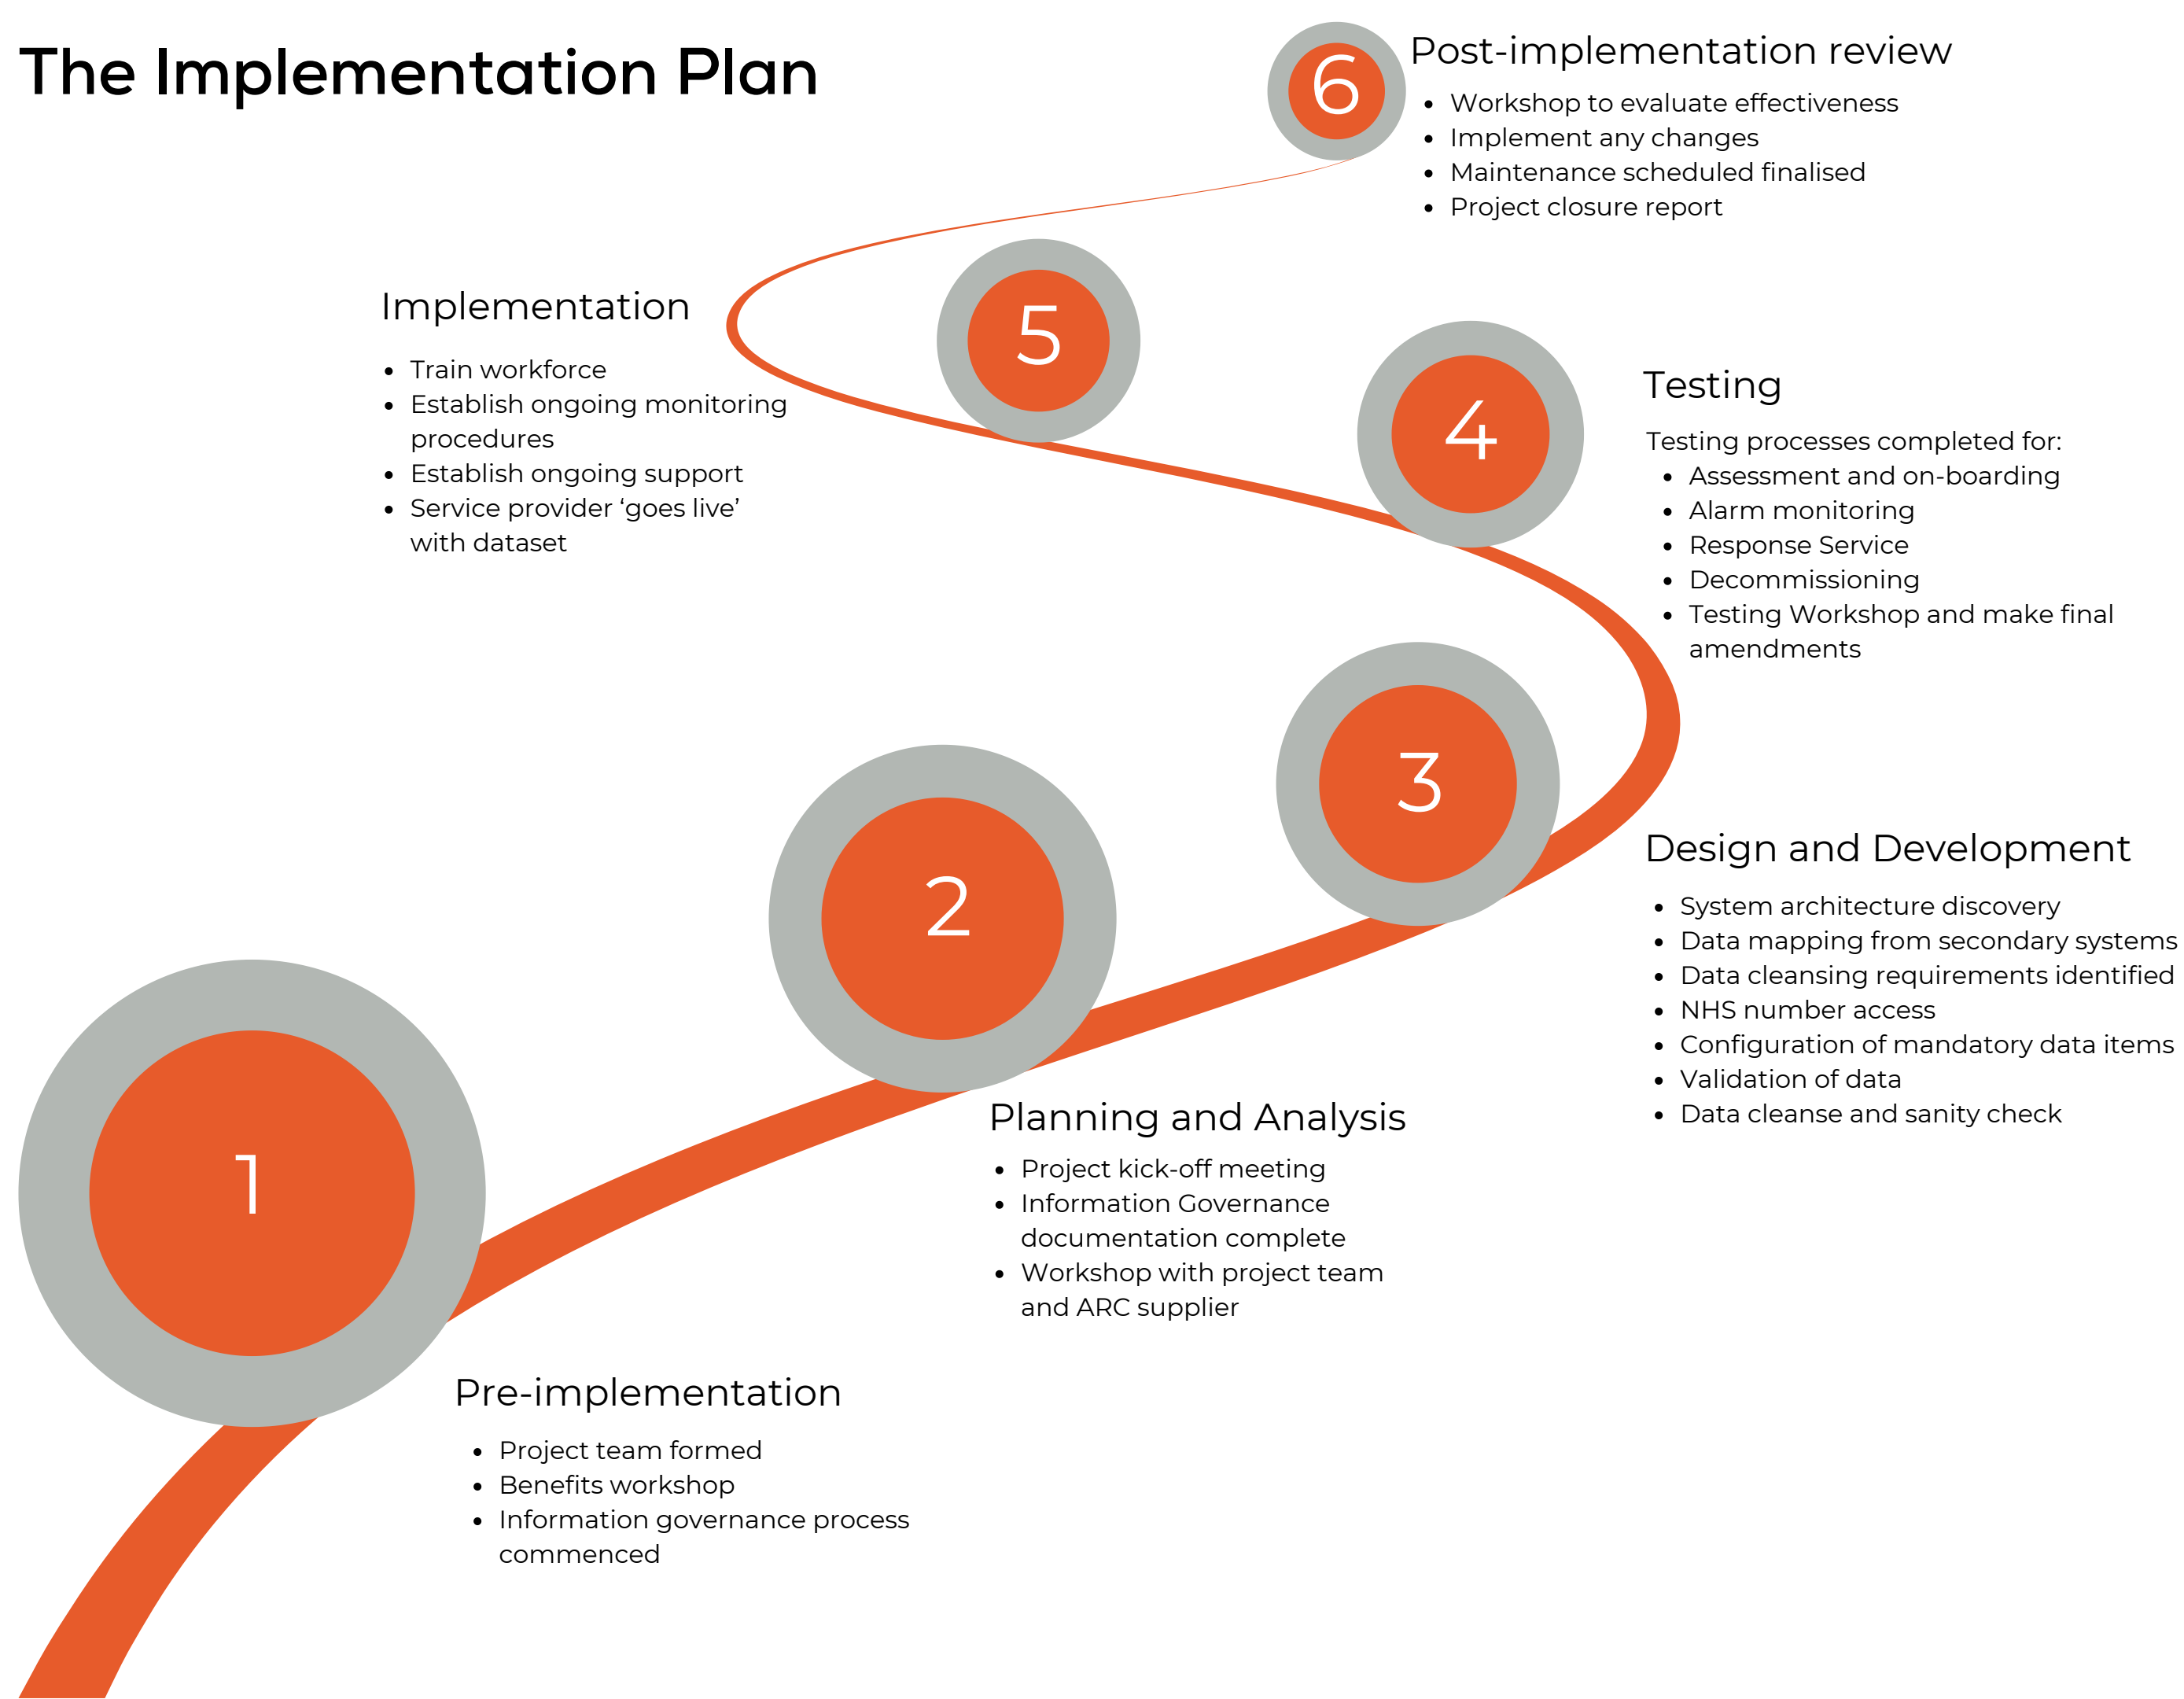 The Implementation Plan
6
Post-implementation review
• Workshop to evaluate effectiveness
• Implement any changes
• Maintenance scheduled finalised
• Project closure report
5
Implementation
• Train workforce
• Establish ongoing monitoring
procedures
• Establish ongoing support
• Service provider ‘goes live’
with dataset
4
Testing
Testing processes completed for:
• Assessment and on-boarding
• Alarm monitoring
• Response Service
• Decommissioning
• Testing Workshop and make final
amendments
3
Design and Development
• System architecture discovery
• Data mapping from secondary systems
• Data cleansing requirements identified
• NHS number access
• Configuration of mandatory data items
• Validation of data
• Data cleanse and sanity check
2
Planning and Analysis
• Project kick-off meeting
• Information Governance
documentation complete
• Workshop with project team
and ARC supplier
1
Pre-implementation
• Project team formed
• Benefits workshop
• Information governance process
commenced